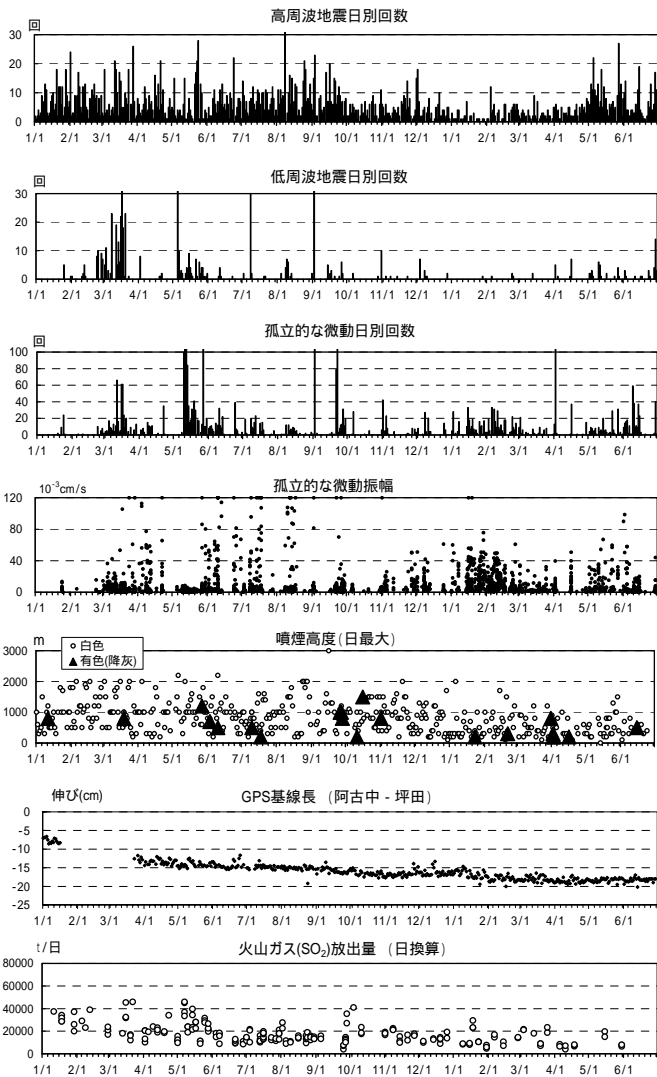 高周波地震日別回数
回
30
20
10
0
1/1 2/1 3/1 4/1 5/1 6/1 7/1 8/1 9/1 10/1 11/1 12/1 1/1 2/1 3/1 4/1 5/1 6/1
低周波地震日別回数
回
30
20
10
0
1/1 2/1 3/1 4/1 5/1 6/1 7/1 8/1 9/1 10/1 11/1 12/1 1/1 2/1 3/1 4/1 5/1 6/1
孤立的な微動日別回数
回
100
80
60
40
20
0
1/1 2/1 3/1 4/1 5/1 6/1 7/1 8/1 9/1 10/1 11/1 12/1 1/1 2/1 3/1 4/1 5/1 6/1
孤立的な微動振幅
10⁻³cm/s
120
80
40
0
1/1 2/1 3/1 4/1 5/1 6/1 7/1 8/1 9/1 10/1 11/1 12/1 1/1 2/1 3/1 4/1 5/1 6/1
噴煙高度(日最大)
m
白色
有色(降灰)
3000
2000
1000
0
1/1 2/1 3/1 4/1 5/1 6/1 7/1 8/1 9/1 10/1 11/1 12/1 1/1 2/1 3/1 4/1 5/1 6/1
伸び(cm)
GPS基線長 (阿古中 - 坪田)
0
-5
-10
-15
-20
-25
1/1 2/1 3/1 4/1 5/1 6/1 7/1 8/1 9/1 10/1 11/1 12/1 1/1 2/1 3/1 4/1 5/1 6/1
t/日
火山ガス(SO₂)放出量 (日換算)
80000
60000
40000
20000
0
1/1 2/1 3/1 4/1 5/1 6/1 7/1 8/1 9/1 10/1 11/1 12/1 1/1 2/1 3/1 4/1 5/1 6/1